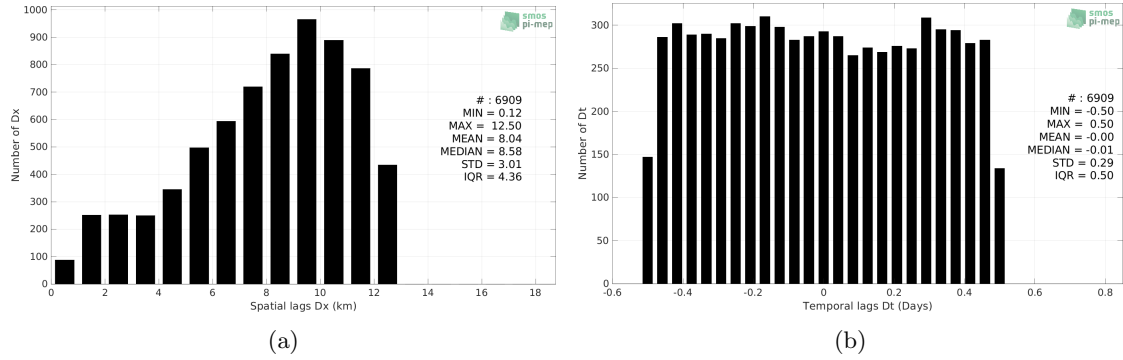 smos
pi-mep
Number of Dx
1000
900
800
700
600
500
400
300
200
100
0
# : 6909
MIN = 0.12
MAX = 12.50
MEAN = 8.04
MEDIAN = 8.58
STD = 3.01
IQR = 4.36
0 2 4 6 8 10 12 14 16 18
Spatial lags Dx (km)
(a)
smos
pi-mep
Number of Dt
300
250
200
150
100
50
0
# : 6909
MIN = -0.50
MAX = 0.50
MEAN = -0.00
MEDIAN = -0.01
STD = 0.29
IQR = 0.50
-0.6 -0.4 -0.2 0 0.2 0.4 0.6 0.8
Temporal lags Dt (Days)
(b)